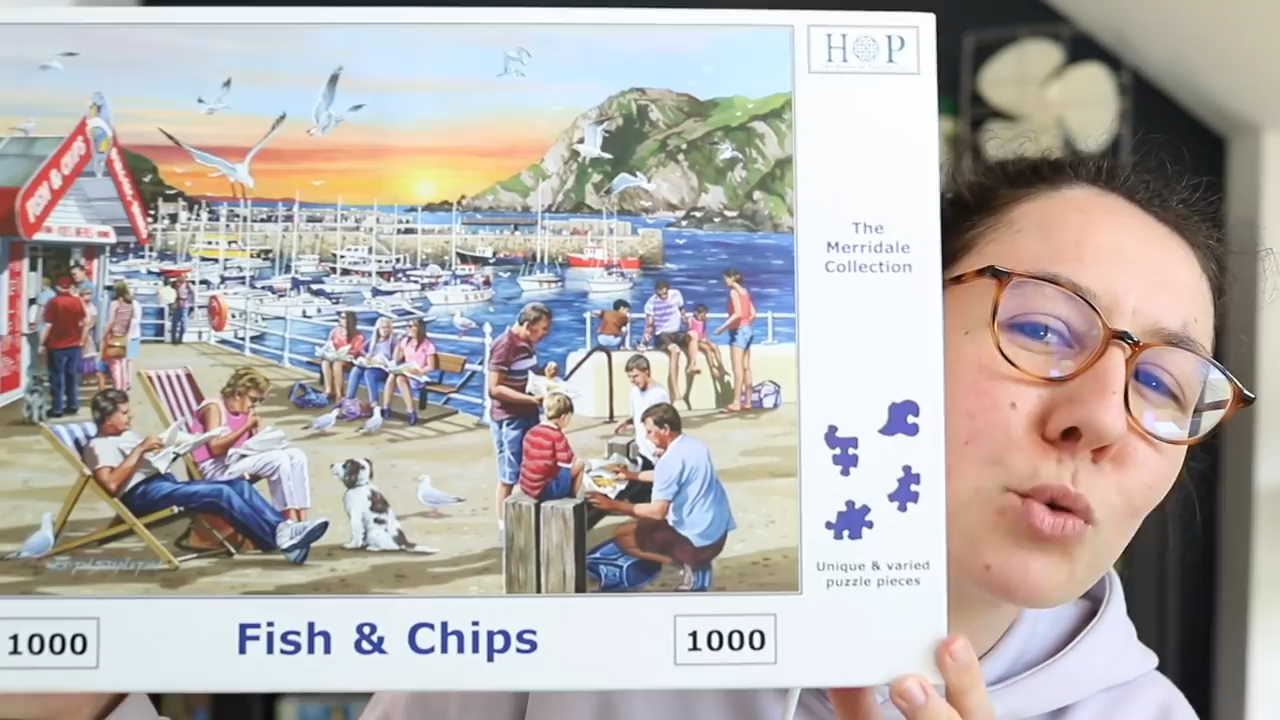 HOP
The
Merridale
Collection
FISH & CHIPS
Unique & varied
puzzle pieces
1000
Fish & Chips
1000